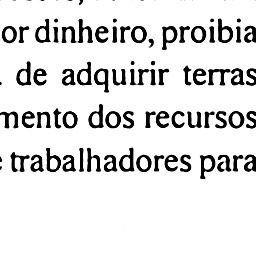 or dinheiro, proibia
de adquirir terras
mento dos recursos
trabalhadores para